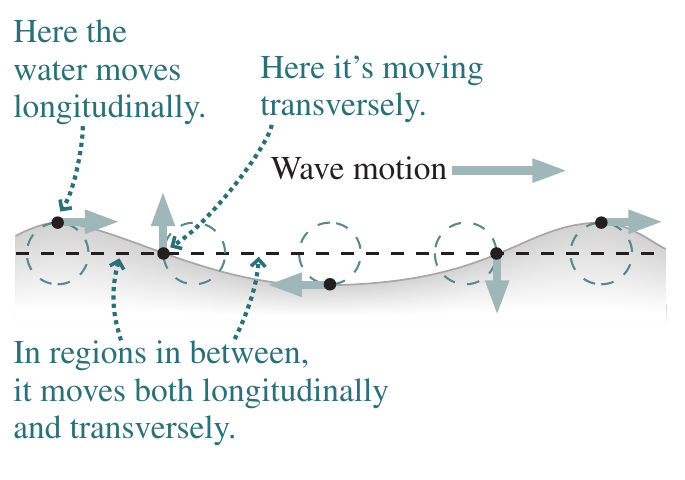 Here the
water moves
longitudinally.
Here it’s moving
transversely.
Wave motion
In regions in between,
it moves both longitudinally
and transversely.